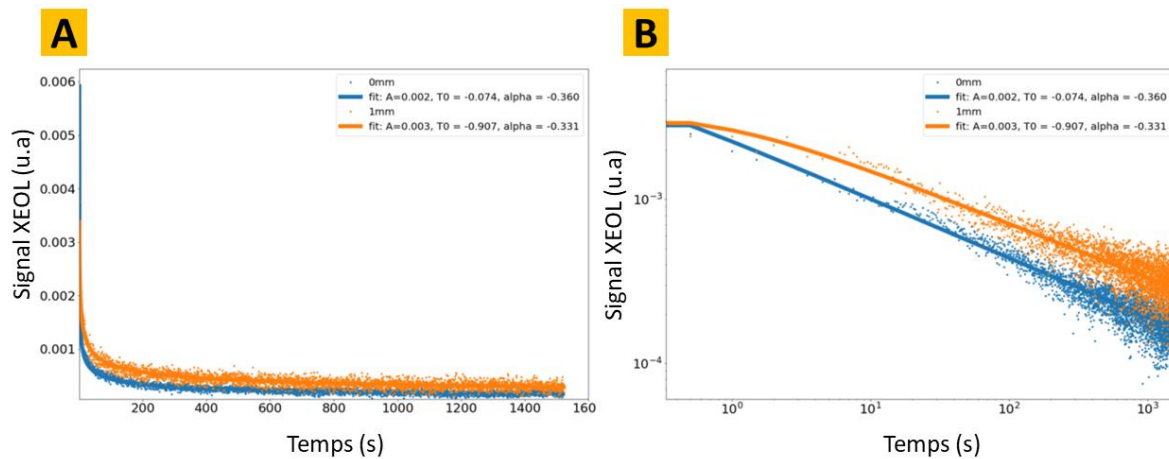 A
B
0.006
0.005
0.004
0.003
0.002
0.001
Signal XEOL (u.a)
200 400 600 800 1000 1200 1400 160
Temps (s)
0mm
fit: A=0.002, T0 = -0.074, alpha = -0.360
1mm
fit: A=0.003, T0 = -0.907, alpha = -0.331
Signal XEOL (u.a)
10⁻³
10⁻⁴
10⁰ 10¹ 10² 10³
Temps (s)
0mm
fit: A=0.002, T0 = -0.074, alpha = -0.360
1mm
fit: A=0.003, T0 = -0.907, alpha = -0.331